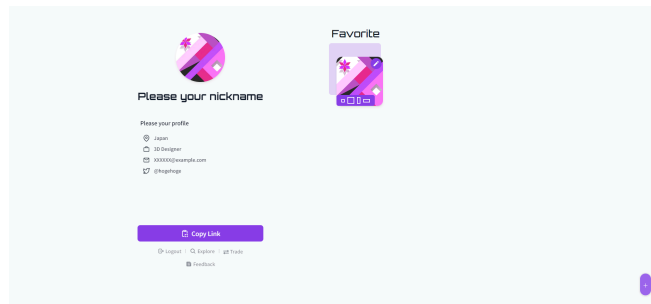 Please your nickname
Please your profile
Japan
3D Designer
XXXXXX@example.com
@hogehoge
Copy Link
Logout | Explore | Trade
Feedback
Favorite
+